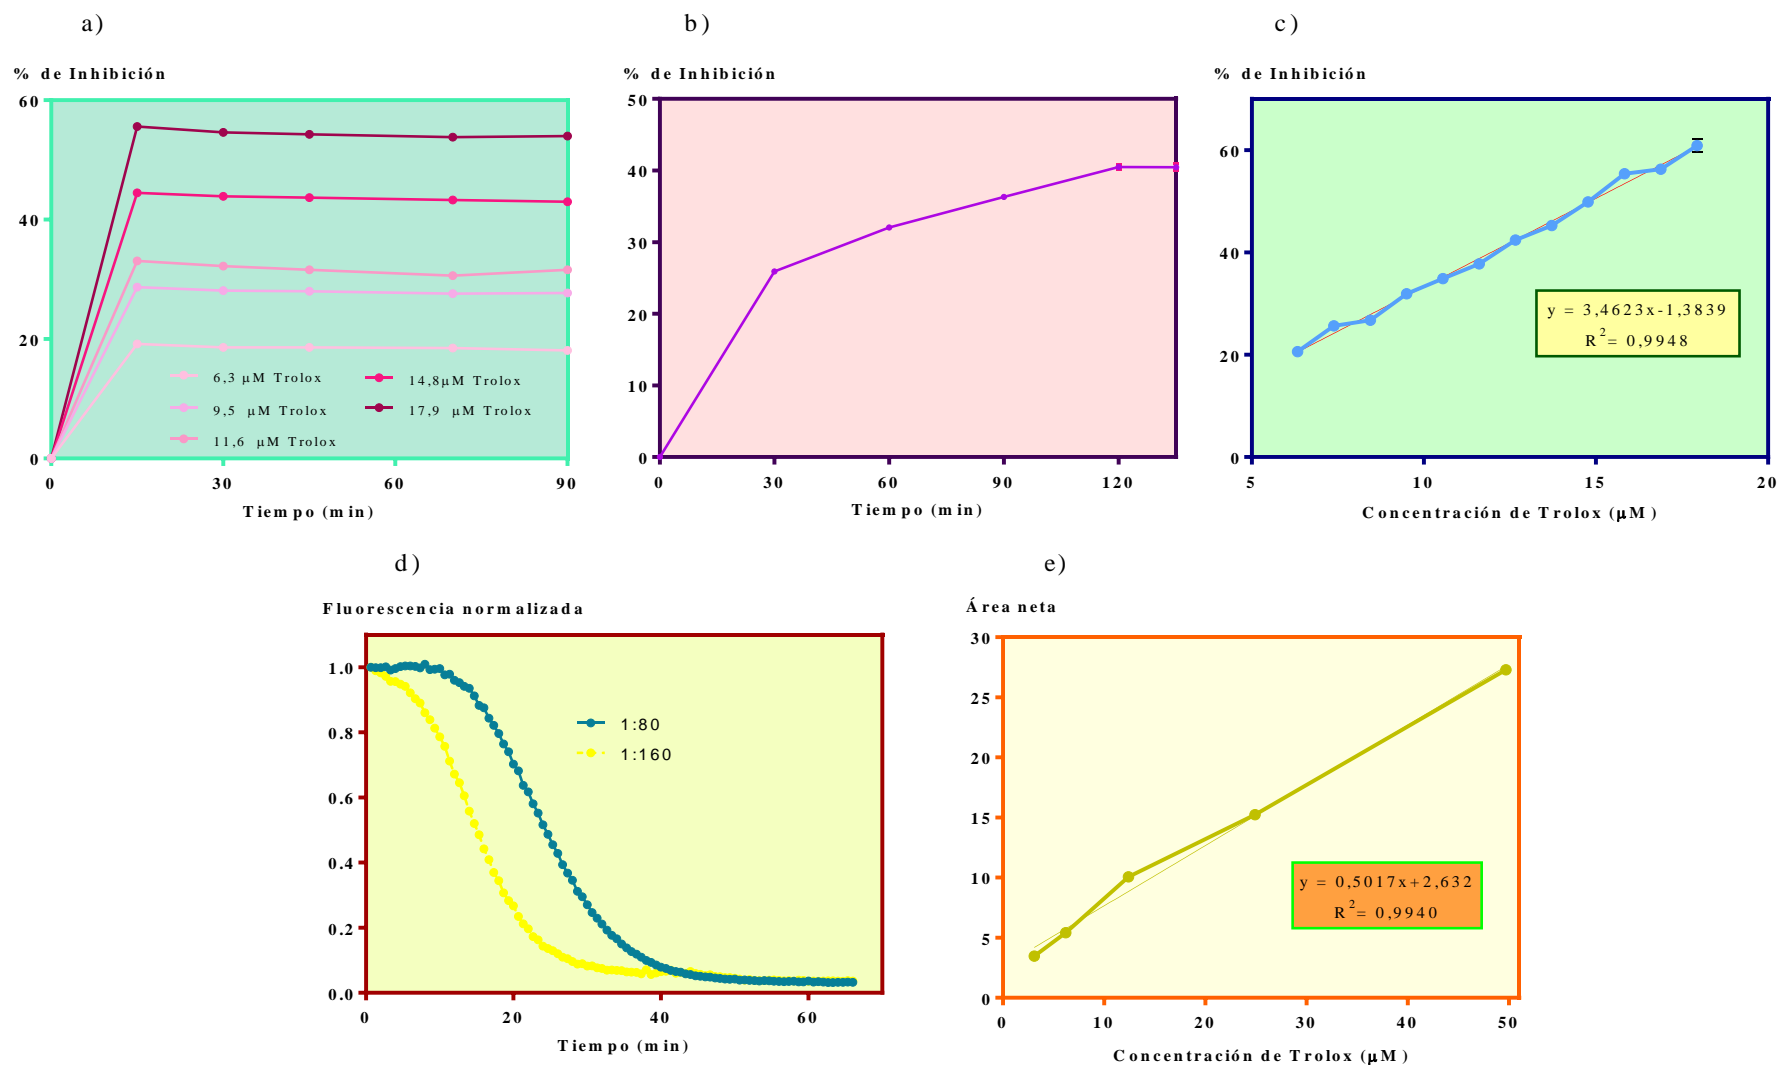 a)
% de Inhibición
60
40
20
0
0 30 60 90
Tiempo (min)
6,3 µM Trolox
9,5 µM Trolox
11,6 µM Trolox
14,8µM Trolox
17,9 µM Trolox
b)
% de Inhibición
50
40
30
20
10
0
0 30 60 90 120
Tiempo (min)
c)
% de Inhibición
60
40
20
0
5 10 15 20
Concentración de Trolox (µM)
y = 3,4623x-1,3839
R²= 0,9948
d)
Fluorescencia normalizada
1.0
0.8
0.6
0.4
0.2
0.0
0 20 40 60
Tiempo (min)
1:80
1:160
e)
Área neta
30
25
20
15
10
5
0
0 10 20 30 40 50
Concentración de Trolox (µM)
y = 0,5017x+2,632
R²= 0,9940